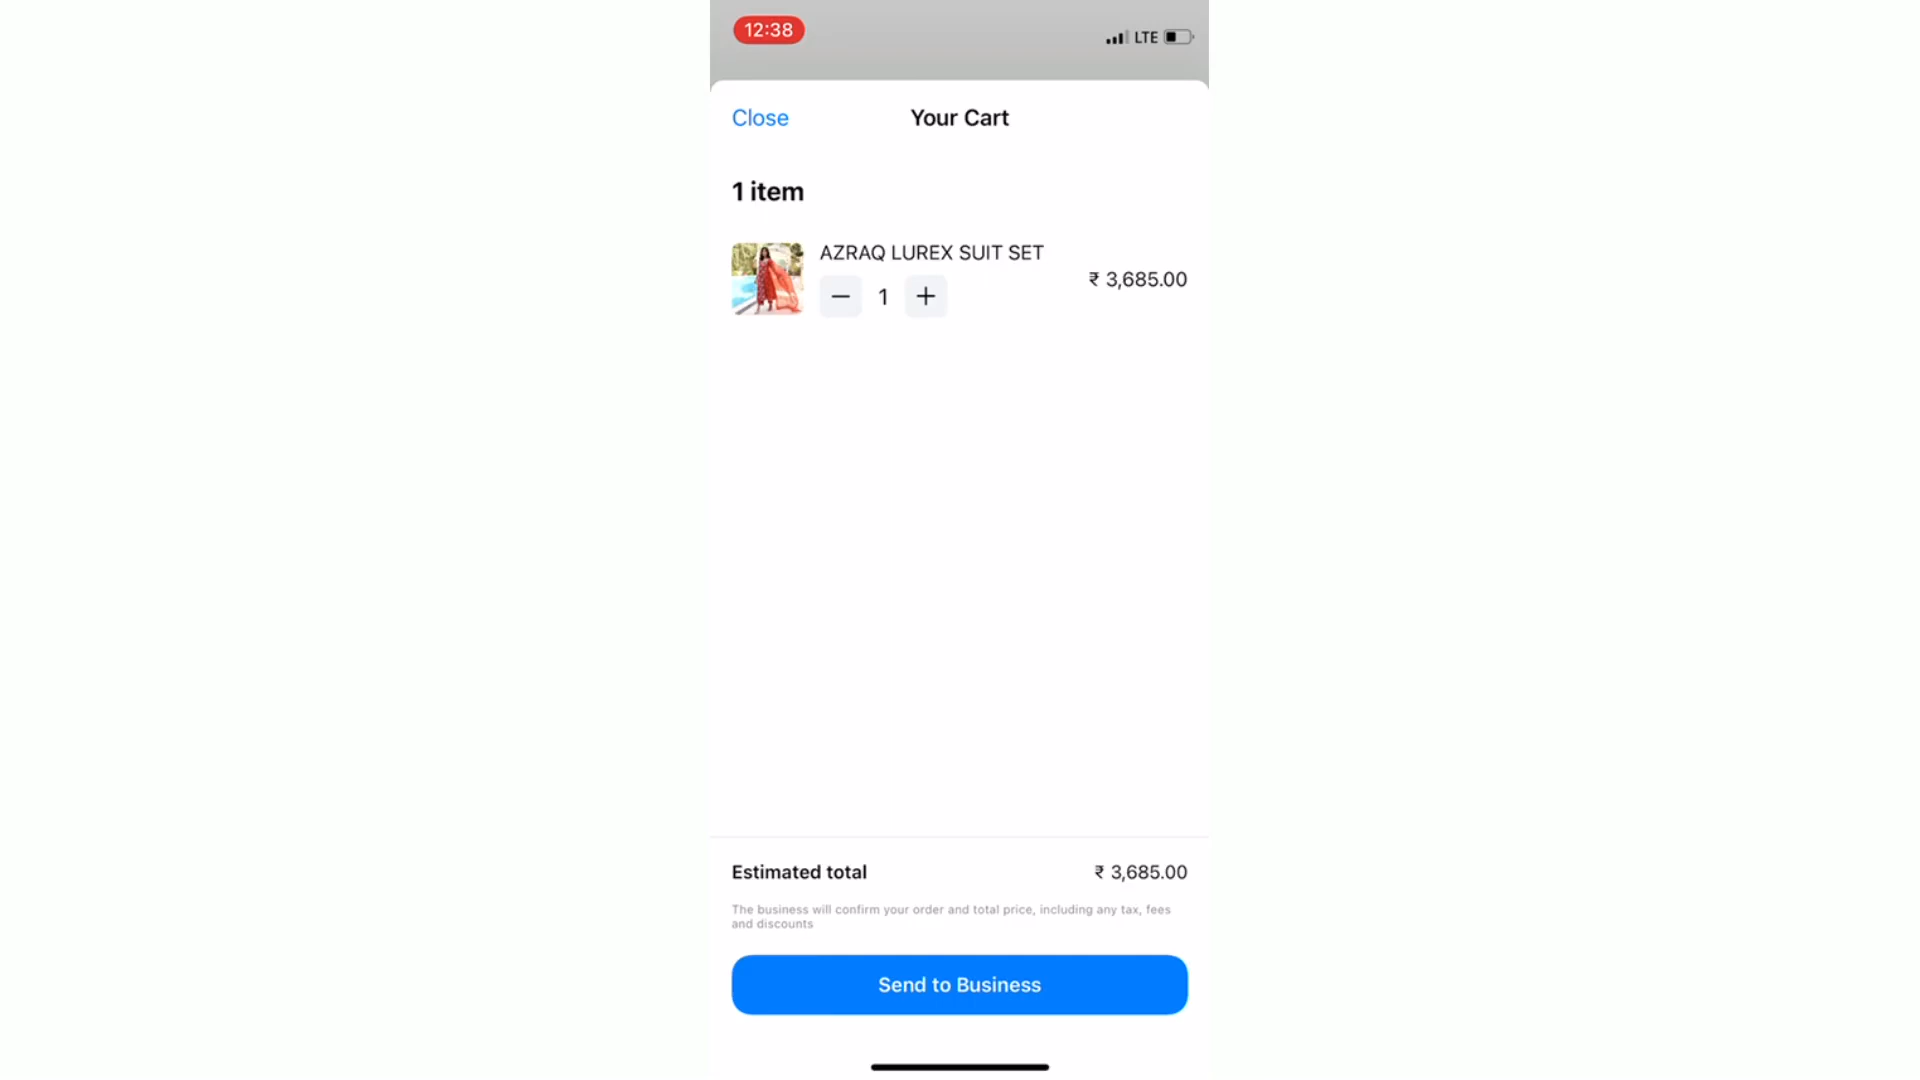 12:38
LTE
Close
Your Cart
1 item
AZRAQ LUREX SUIT SET
1
₹ 3,685.00
Estimated total
₹ 3,685.00
The business will confirm your order and total price, including any tax, fees
and discounts
Send to Business